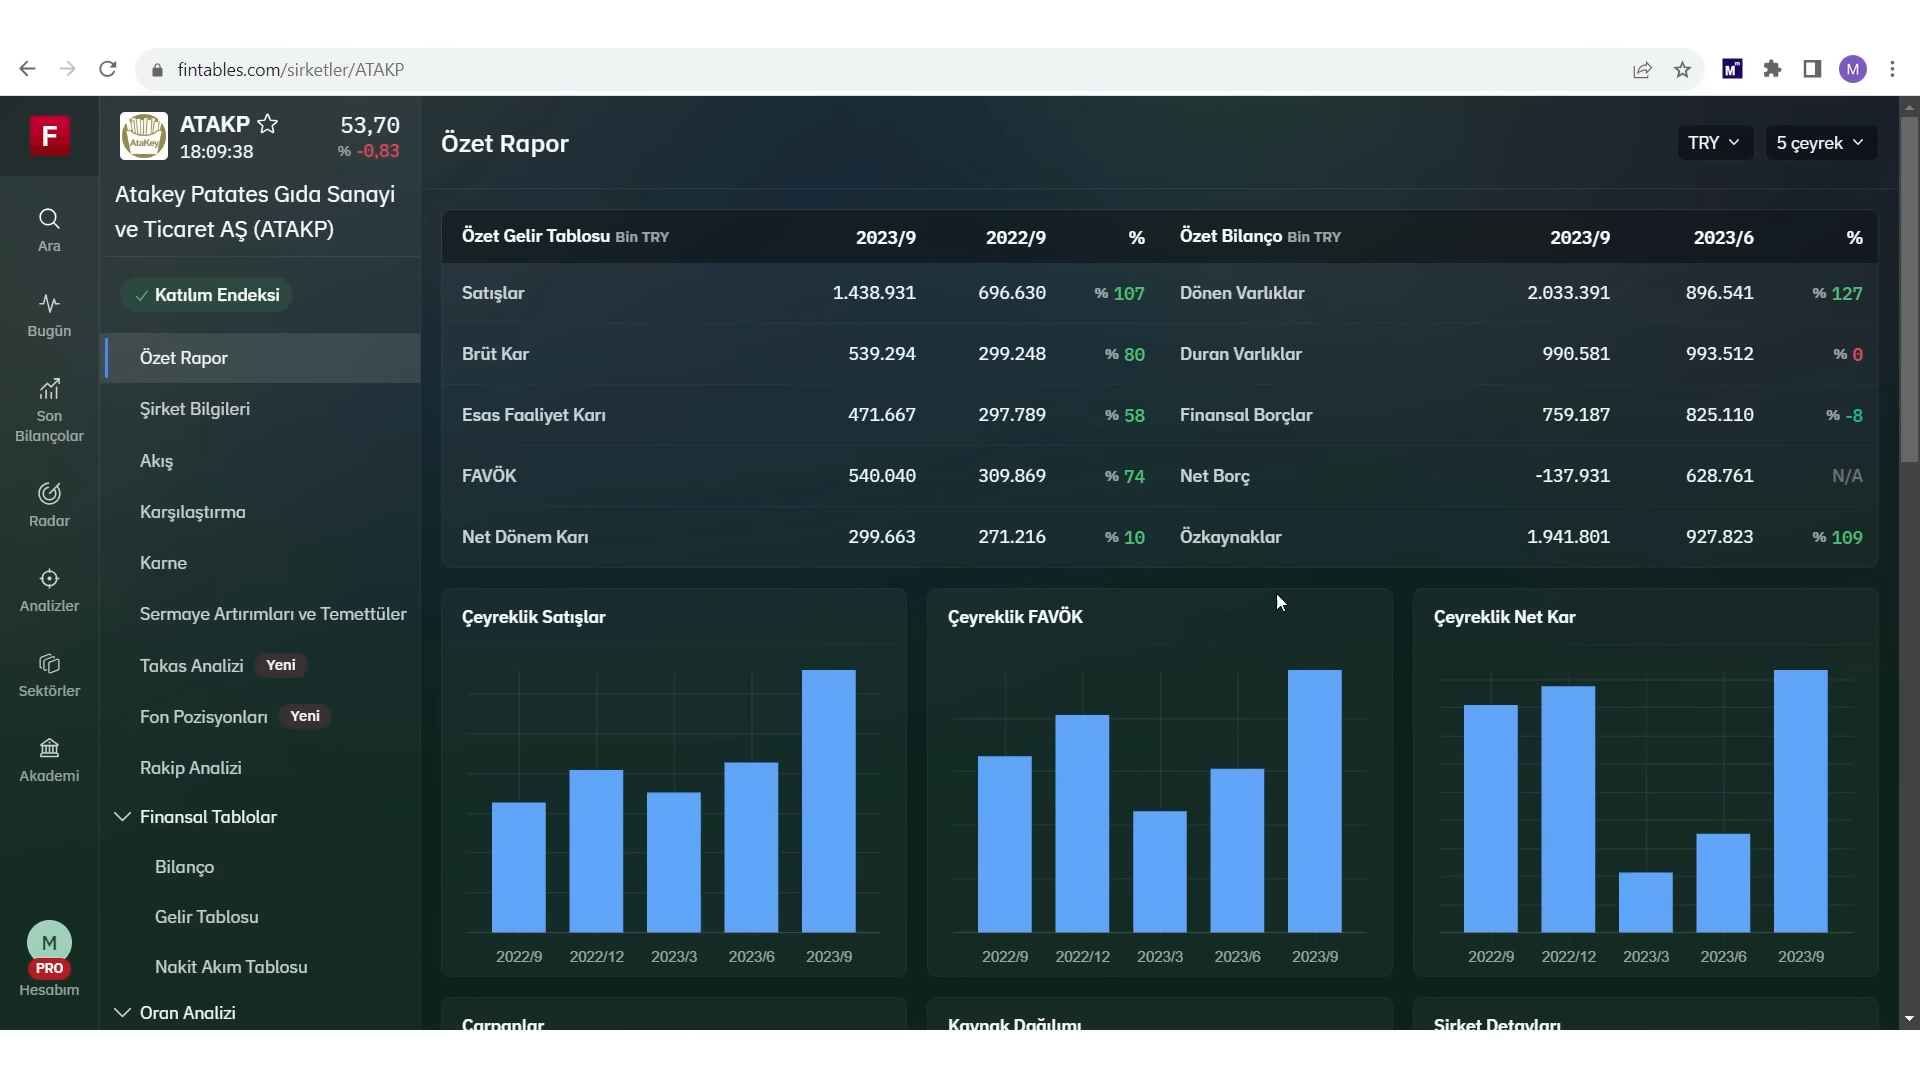 fintables.com/sirketler/ATAKP
M
M
F
Ara
Bugün
Son
Bilançolar
Radar
Analizler
Sektörler
Akademi
M
PRO
Hesabım
AtaKey
ATAKP
53,70
18:09:38
% -0,83
Atakey Patates Gıda Sanayi
ve Ticaret AŞ (ATAKP)
Katılım Endeksi
Özet Rapor
Şirket Bilgileri
Akış
Karşılaştırma
Karne
Sermaye Artırımları ve Temettüler
Takas Analizi Yeni
Fon Pozisyonları Yeni
Rakip Analizi
Finansal Tablolar
Bilanço
Gelir Tablosu
Nakit Akım Tablosu
Oran Analizi
Özet Rapor
TRY
5 çeyrek
Özet Gelir Tablosu Bin TRY 2023/9 2022/9 %
Satışlar 1.438.931 696.630 % 107
Brüt Kar 539.294 299.248 % 80
Esas Faaliyet Karı 471.667 297.789 % 58
FAVÖK 540.040 309.869 % 74
Net Dönem Karı 299.663 271.216 % 10
Özet Bilanço Bin TRY 2023/9 2023/6 %
Dönen Varlıklar 2.033.391 896.541 % 127
Duran Varlıklar 990.581 993.512 % 0
Finansal Borçlar 759.187 825.110 % -8
Net Borç -137.931 628.761 N/A
Özkaynaklar 1.941.801 927.823 % 109
Çeyreklik Satışlar
2022/9 2022/12 2023/3 2023/6 2023/9
Çeyreklik FAVÖK
2022/9 2022/12 2023/3 2023/6 2023/9
Çeyreklik Net Kar
2022/9 2022/12 2023/3 2023/6 2023/9
Çarpanlar
Kaynak Dağılımı
Şirket Detayları